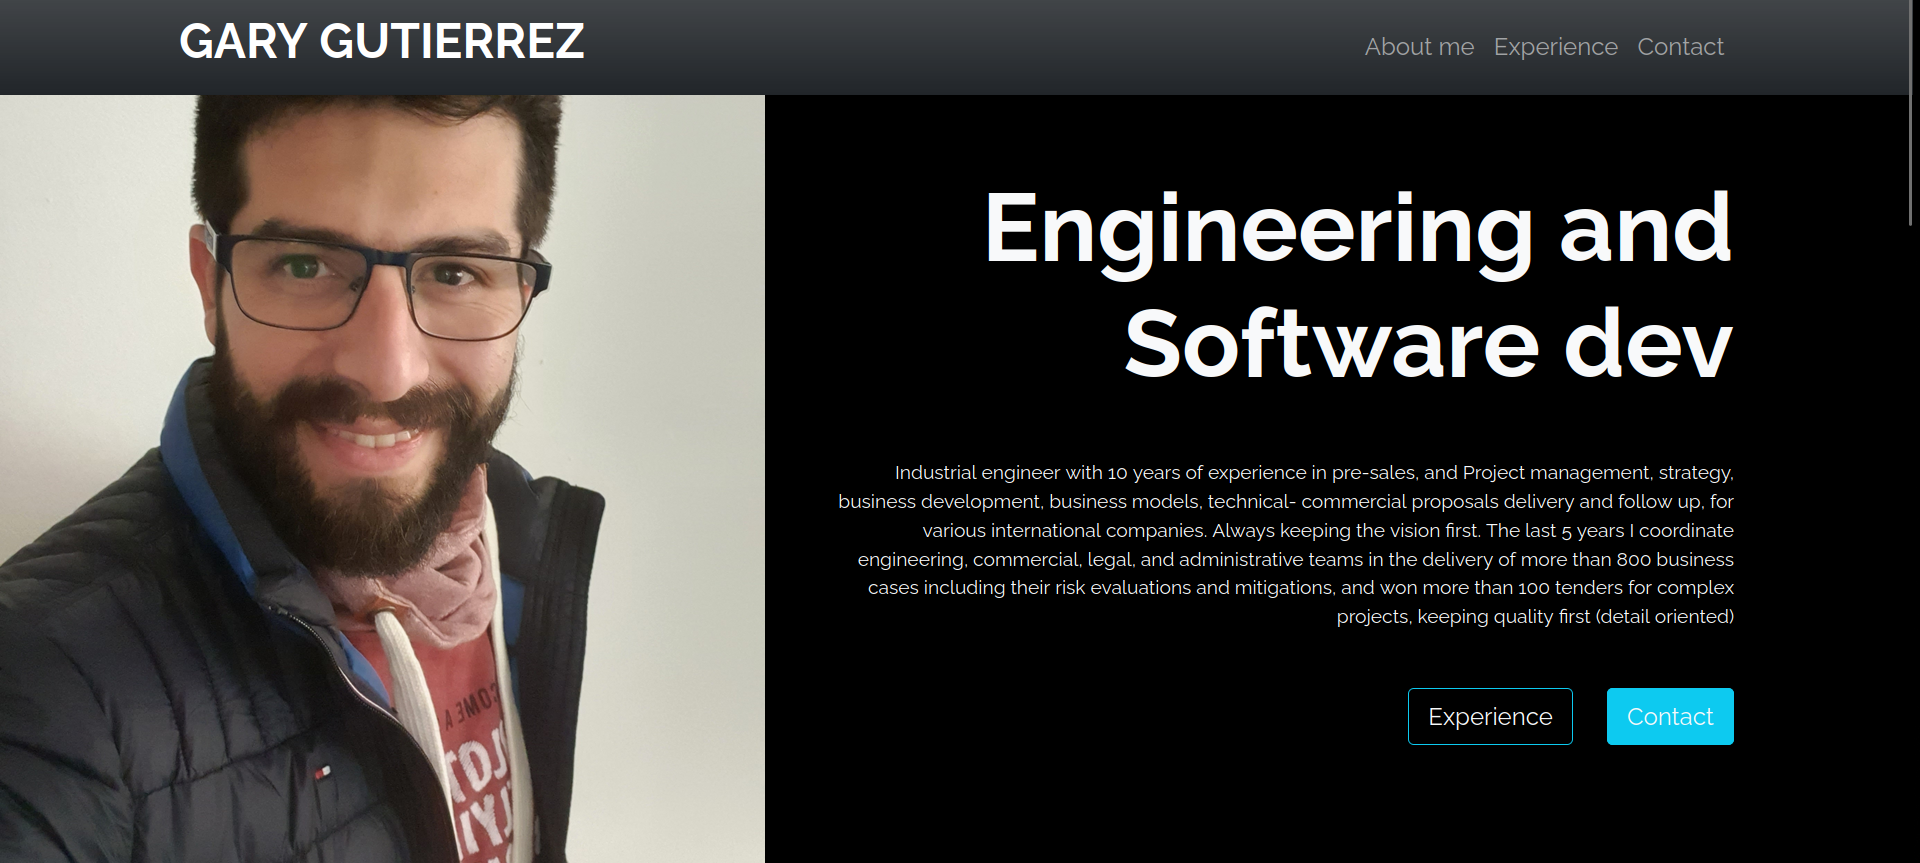 GARY GUTIERREZ
About me Experience Contact
Engineering and
Software dev
Industrial engineer with 10 years of experience in pre-sales, and Project management, strategy,
business development, business models, technical- commercial proposals delivery and follow up, for
various international companies. Always keeping the vision first. The last 5 years I coordinate
engineering, commercial, legal, and administrative teams in the delivery of more than 800 business
cases including their risk evaluations and mitigations, and won more than 100 tenders for complex
projects, keeping quality first (detail oriented)
Experience Contact
COME A